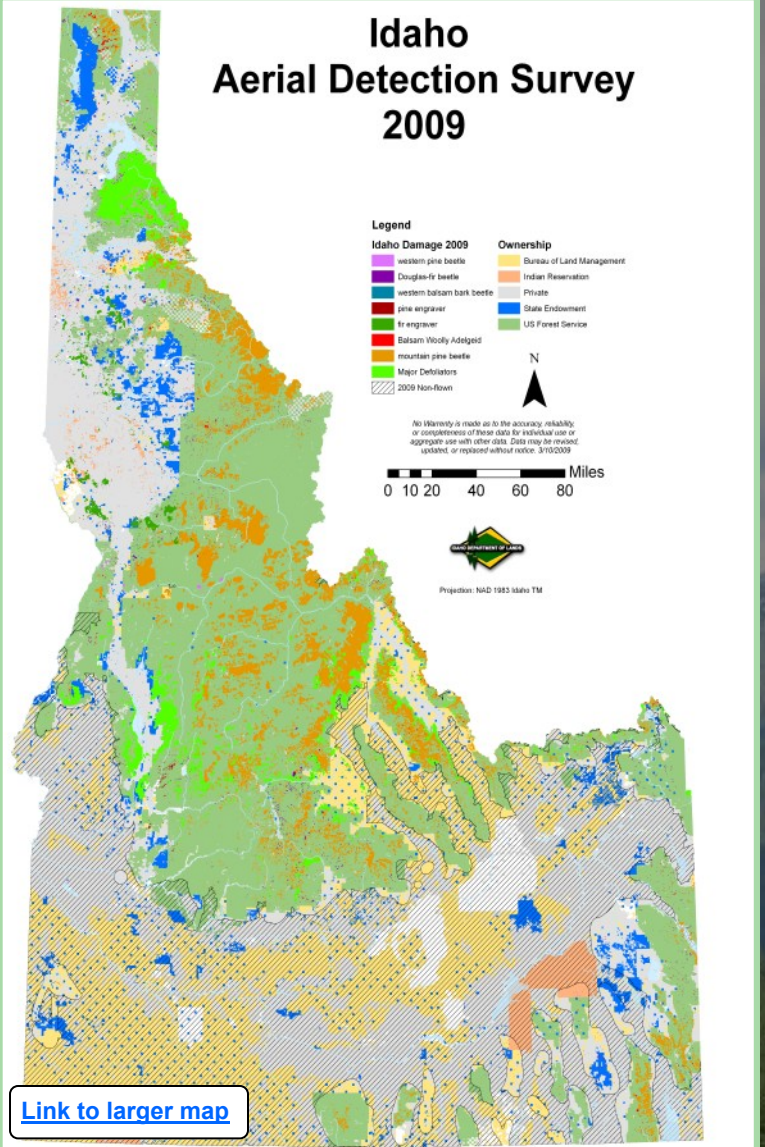 Idaho
Aerial Detection Survey
2009
Legend
Idaho Damage 2009
western pine beetle
Douglas-fir beetle
western balsam bark beetle
pine engraver
fir engraver
Balsam Woolly Adelgeid
mountain pine beetle
Major Defoliators
2009 Non-flown
Ownership
Bureau of Land Management
Indian Reservation
Private
State Endowment
US Forest Service
N
No Warrenty is made as to the accuracy, reliability,
or completeness of these data for individual use or
aggregate use with other data. Data may be revised,
updated, or replaced without notice. 3/10/2009
Miles
0 10 20 40 60 80
IDAHO DEPARTMENT OF LANDS
Projection: NAD 1983 Idaho TM
Link to larger map